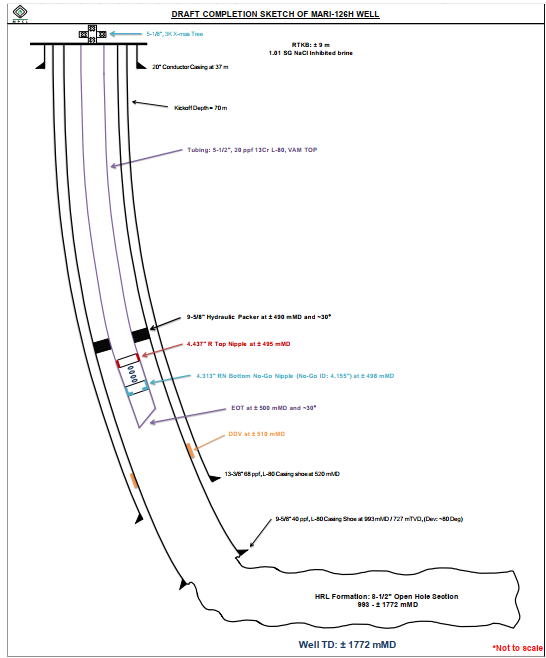 DRAFT COMPLETION SKETCH OF MARI-126H WELL
5-1/8", 3K X-mas Tree
RTKB: ± 9 m
1.01 SG NaCl Inhibited brine
20" Conductor Casing at 37 m
Kickoff Depth = 70 m
Tubing: 5-1/2", 20 ppf 13Cr L-80, VAM TOP
9-5/8" Hydraulic Packer at ± 490 mMD and ~30°
4.437" R Top Nipple at ± 495 mMD
4.313" RN Bottom No-Go Nipple (No-Go ID: 4.155") at ± 498 mMD
EOT at ± 500 mMD and ~30°
DDV at ± 510 mMD
13-3/8" 68 ppf, L-80 Casing shoe at 520 mMD
9-5/8" 40 ppf, L-80 Casing Shoe at 993 mMD / 727 mTVD, (Dev: ~80 Deg)
HRL Formation: 8-1/2" Open Hole Section
993 - ± 1772 mMD
Well TD: ± 1772 mMD
*Not to scale